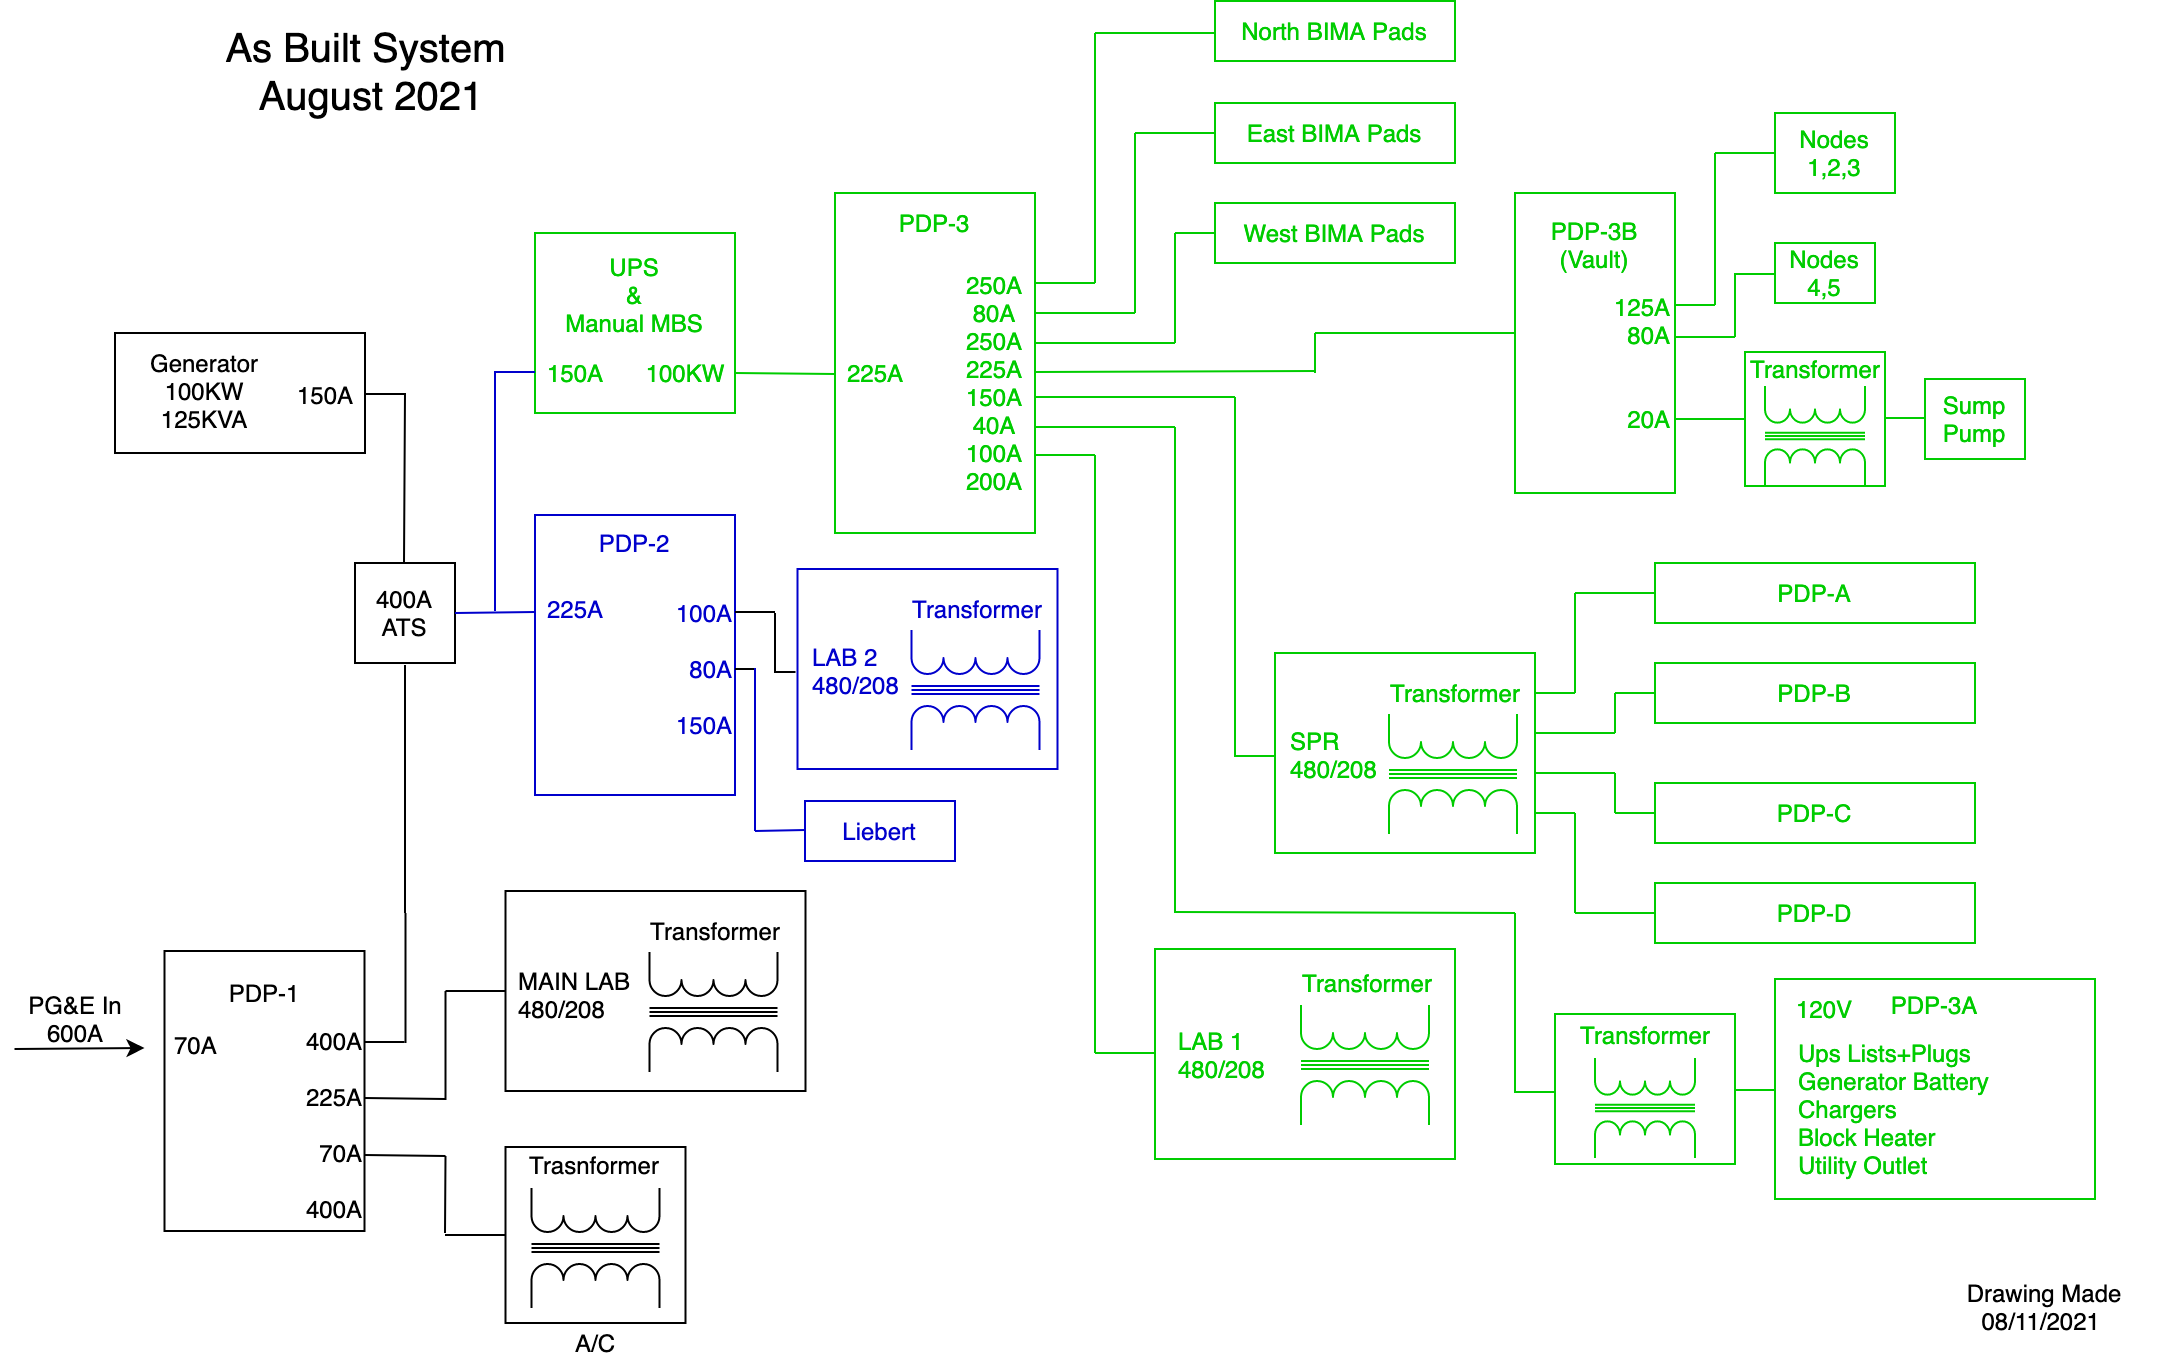 As Built System
August 2021
North BIMA Pads
East BIMA Pads
West BIMA Pads
Nodes
1,2,3
Nodes
4,5
PDP-3B
(Vault)
125A
80A
20A
Transformer
Sump
Pump
PDP-3
225A
250A
80A
250A
225A
150A
40A
100A
200A
UPS
&
Manual MBS
150A 100KW
Generator
100KW
125KVA
150A
400A
ATS
PDP-2
225A
100A
80A
150A
Transformer
LAB 2
480/208
Liebert
PDP-A
PDP-B
PDP-C
PDP-D
Transformer
SPR
480/208
PG&E In
600A
PDP-1
70A
400A
225A
70A
400A
Transformer
MAIN LAB
480/208
Trasnformer
A/C
Transformer
LAB 1
480/208
Transformer
120V PDP-3A
Ups Lists+Plugs
Generator Battery
Chargers
Block Heater
Utility Outlet
Drawing Made
08/11/2021